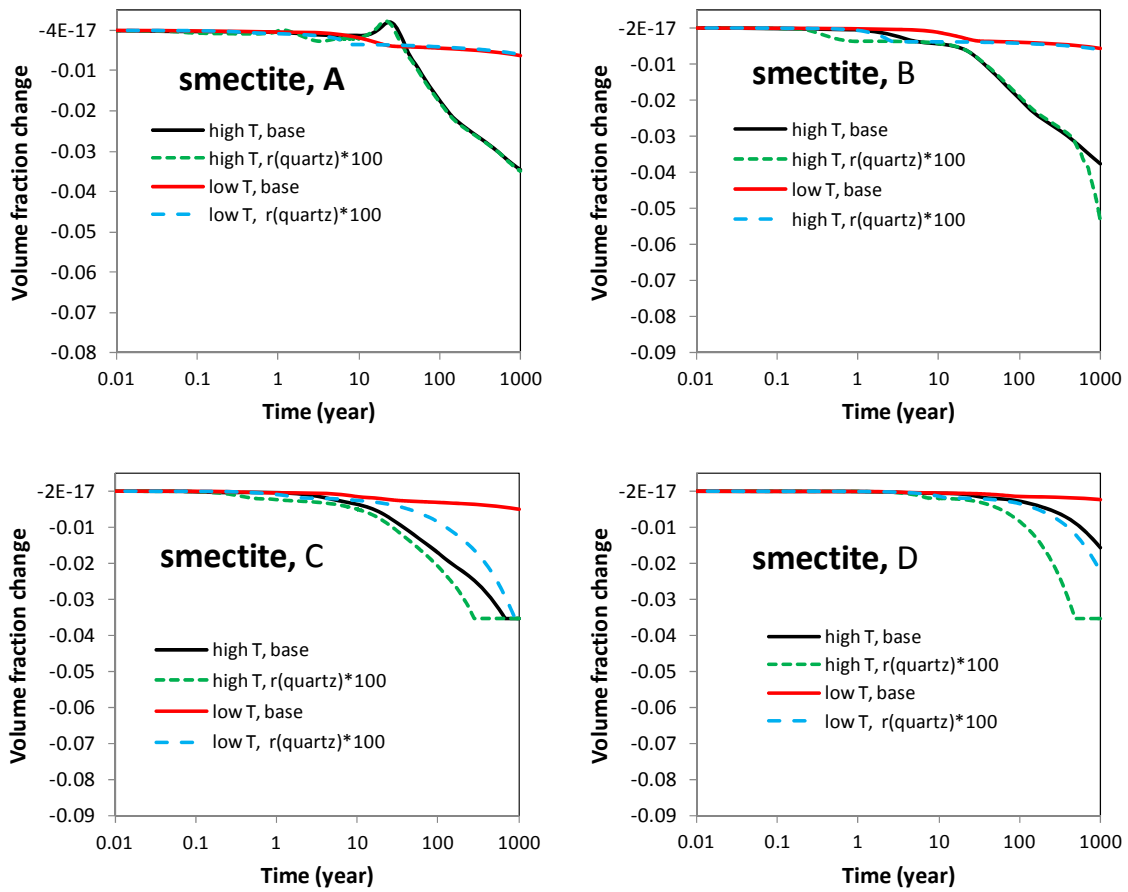 -4E-17
-0.01
-0.02
-0.03
-0.04
-0.05
-0.06
-0.07
-0.08
Volume fraction change
smectite, A
high T, base
high T, r(quartz)*100
low T, base
low T, r(quartz)*100
0.01 0.1 1 10 100 1000
Time (year)
-2E-17
-0.01
-0.02
-0.03
-0.04
-0.05
-0.06
-0.07
-0.08
-0.09
Volume fraction change
smectite, B
high T, base
high T, r(quartz)*100
low T, base
high T, r(quartz)*100
0.01 0.1 1 10 100 1000
Time (year)
-2E-17
-0.01
-0.02
-0.03
-0.04
-0.05
-0.06
-0.07
-0.08
-0.09
Volume fraction change
smectite, C
high T, base
high T, r(quartz)*100
low T, base
low T, r(quartz)*100
0.01 0.1 1 10 100 1000
Time (year)
-2E-17
-0.01
-0.02
-0.03
-0.04
-0.05
-0.06
-0.07
-0.08
-0.09
Volume fraction change
smectite, D
high T, base
high T, r(quartz)*100
low T, base
low T, r(quartz)*100
0.01 0.1 1 10 100 1000
Time (year)